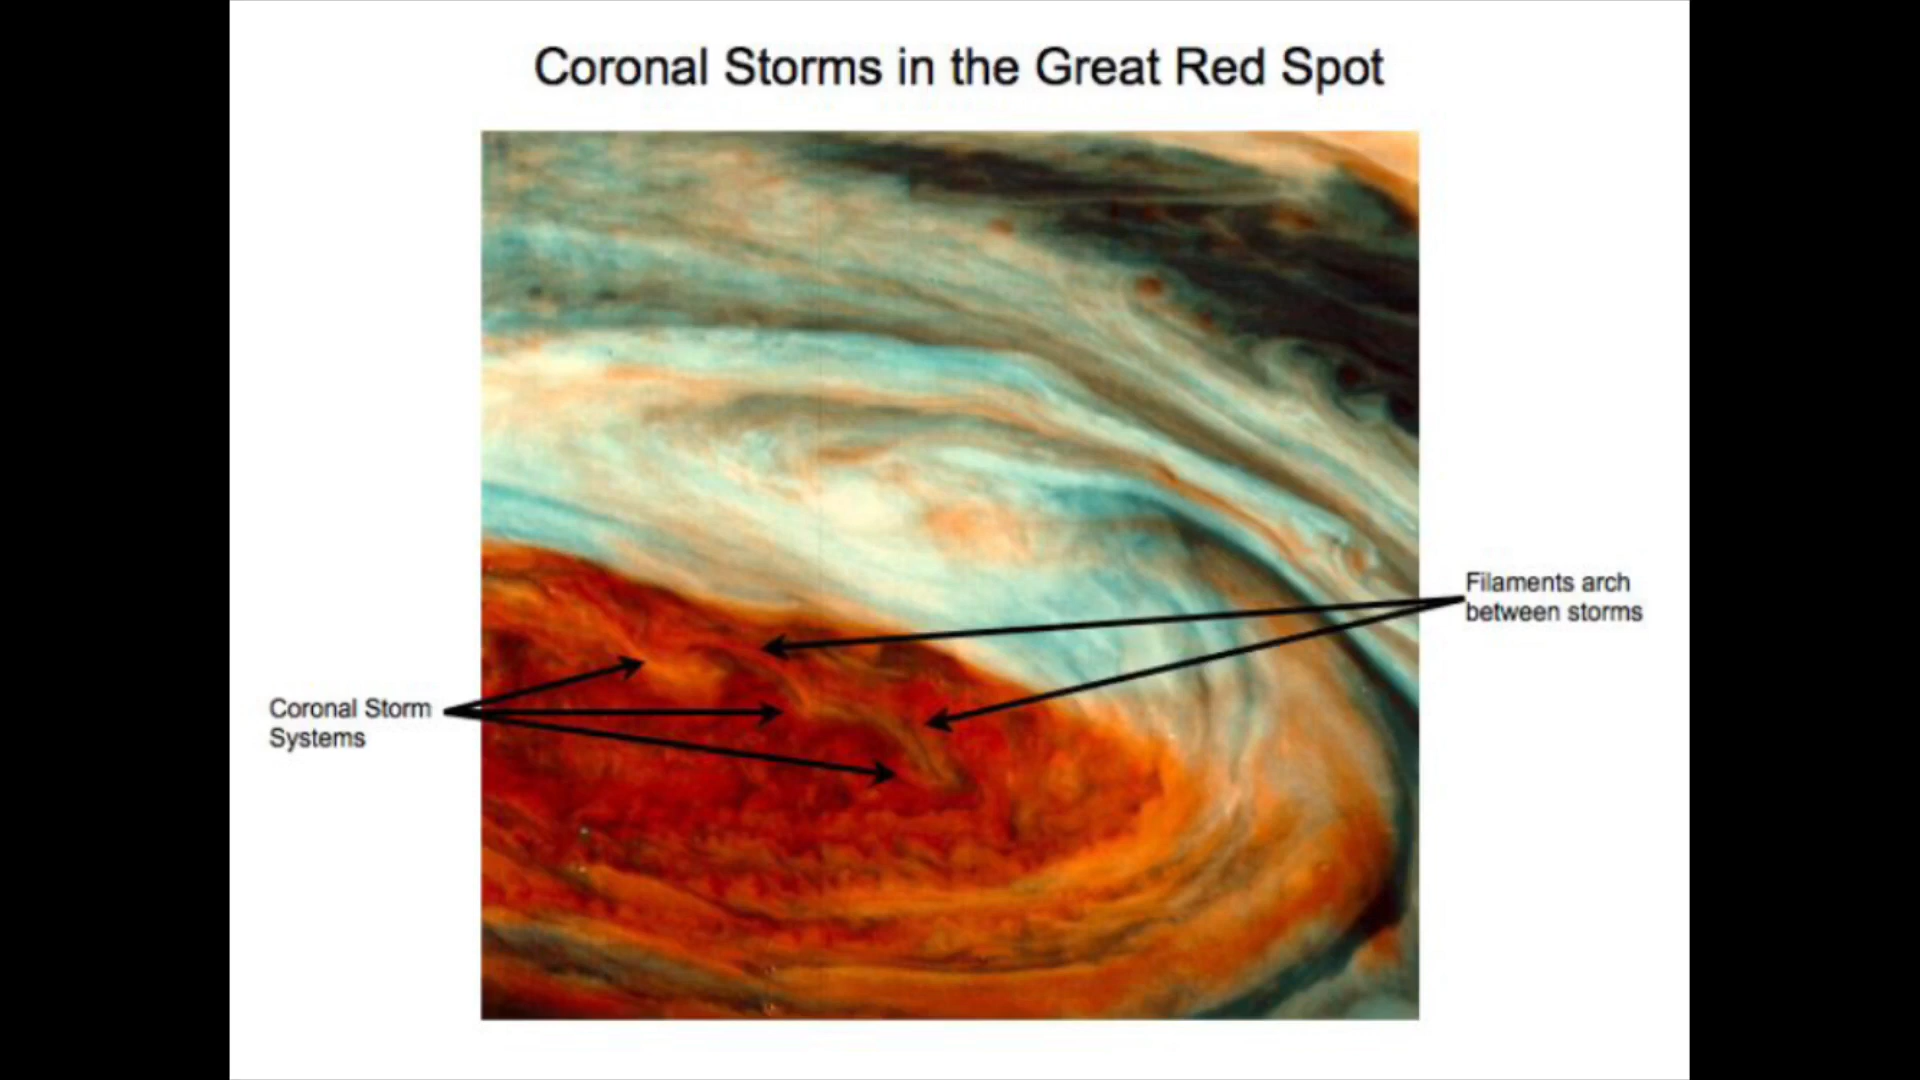 Coronal Storms in the Great Red Spot
Filaments arch
between storms
Coronal Storm
Systems